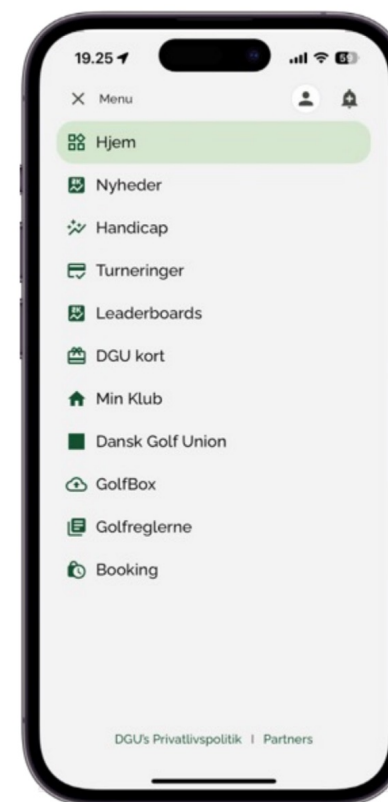 19.25
Menu
Hjem
Nyheder
Handicap
Turneringer
Leaderboards
DGU kort
Min Klub
Dansk Golf Union
GolfBox
Golfreglerne
Booking
DGU's Privatlivspolitik | Partners